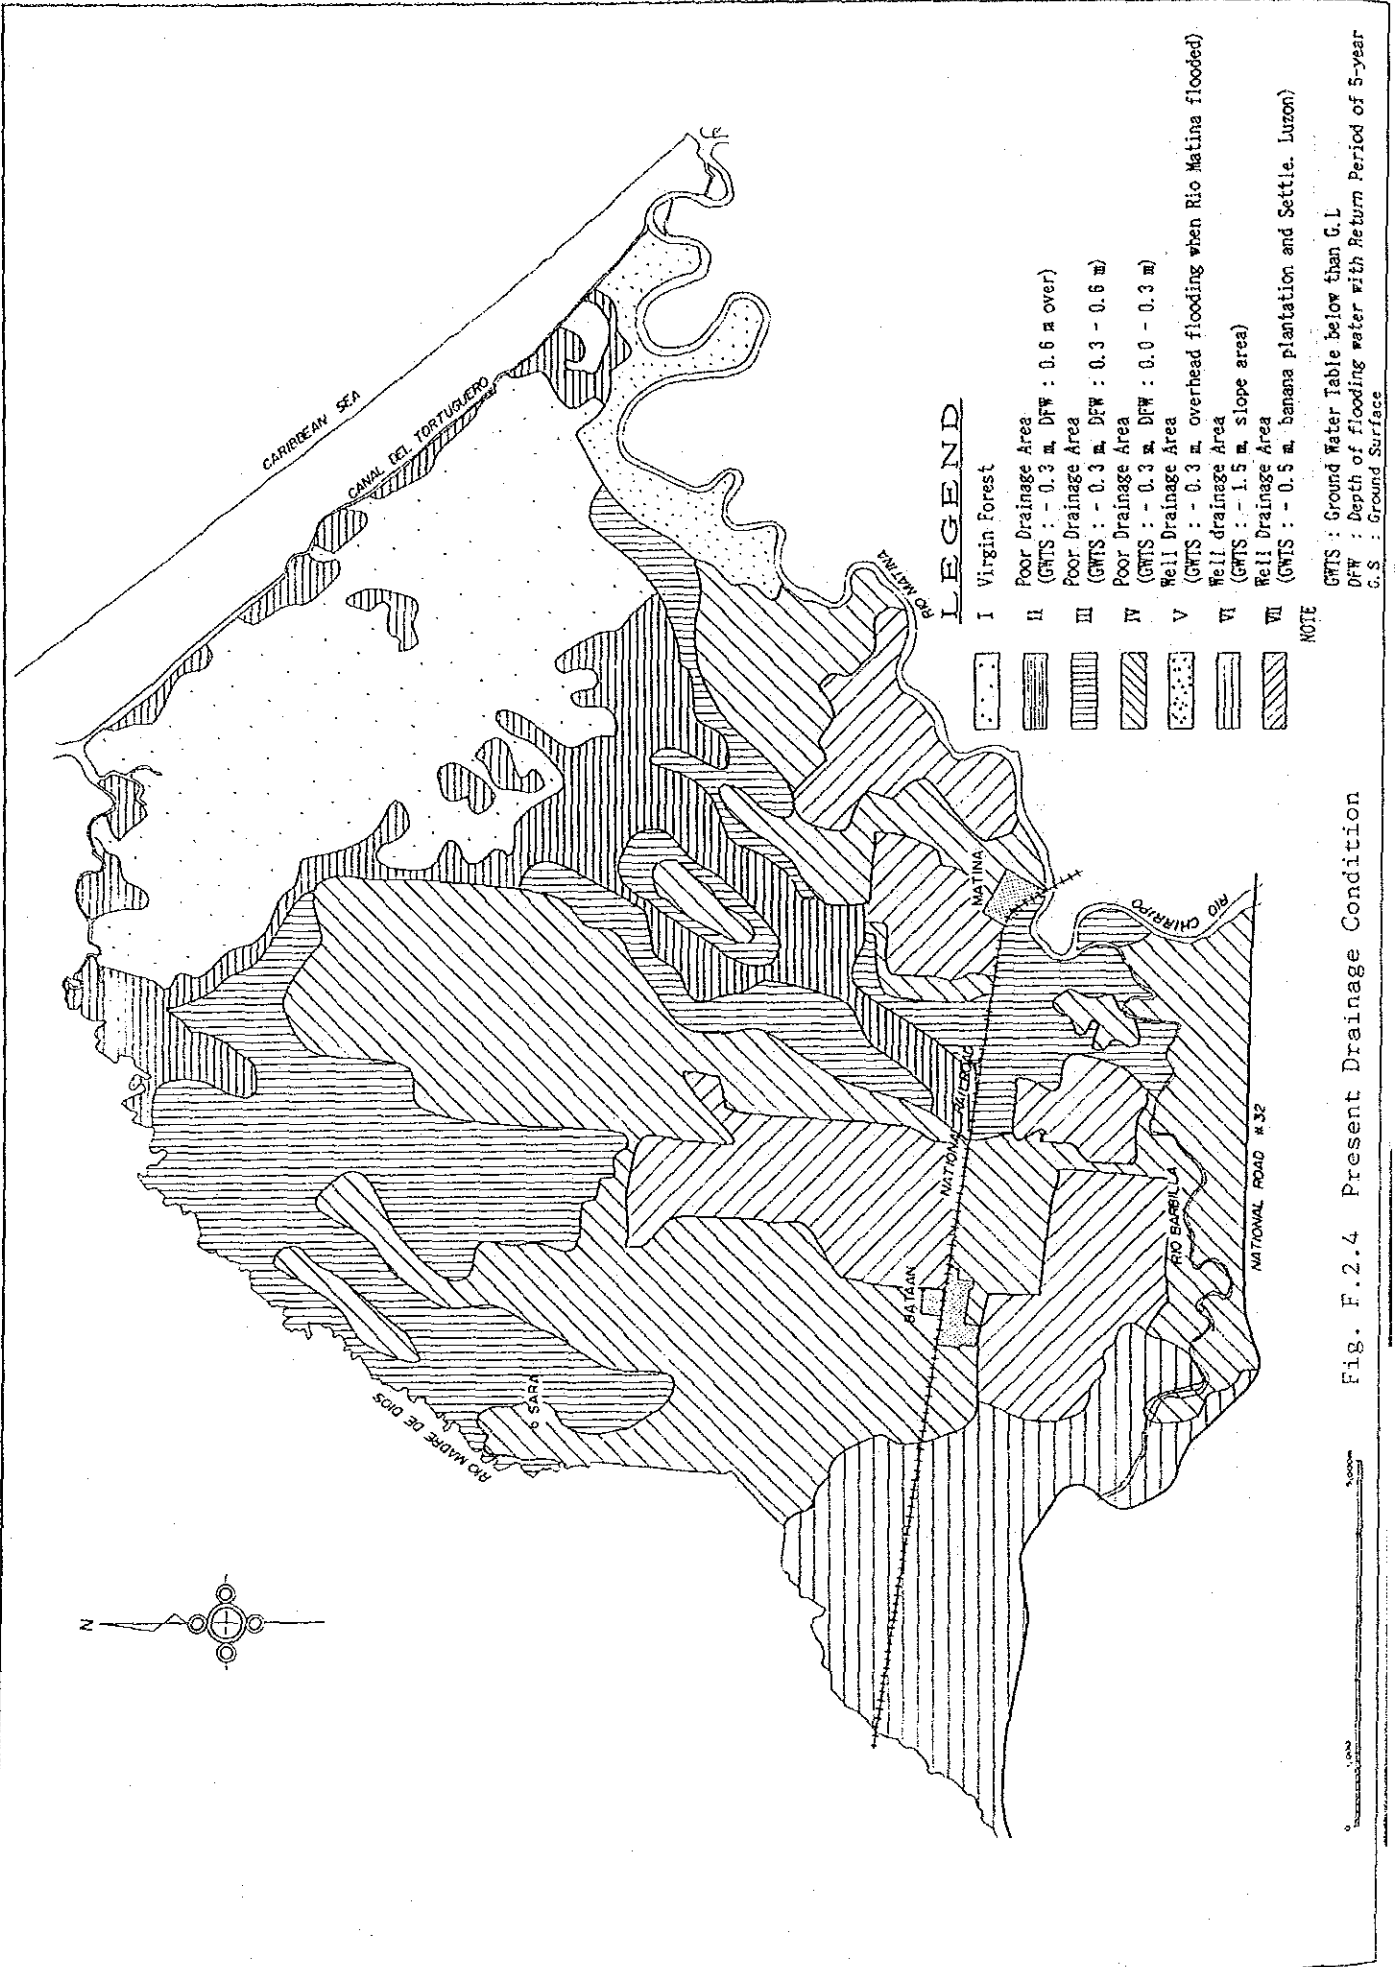 N
CARIBBEAN SEA
CANAL DEL TORTUGUERO
RIO MADRE DE DIOS
6 SARA
RIO MATINA
MATINA
BATAAN
NATIONAL RAILROAD
RIO CHIRRIPO
RIO BARBILLA
NATIONAL ROAD #32
LEGEND
I Virgin Forest
II Poor Drainage Area
(GWTS : - 0.3 m, DFW : 0.6 m over)
III Poor Drainage Area
(GWTS : - 0.3 m, DFW : 0.3 - 0.6 m)
IV Poor Drainage Area
(GWTS : - 0.3 m, DFW : 0.0 - 0.3 m)
V Well Drainage Area
(GWTS : - 0.3 m, overhead flooding when Rio Matina flooded)
VI Well drainage Area
(GWTS : - 1.5 m, slope area)
VII Well Drainage Area
(GWTS : - 0.5 m, banana plantation and Settle. Luzon)
NOTE
GWTS : Ground Water Table below than G.L
DFW : Depth of flooding water with Return Period of 5-year
G.S : Ground Surface
0
Fig. F.2.4 Present Drainage Condition